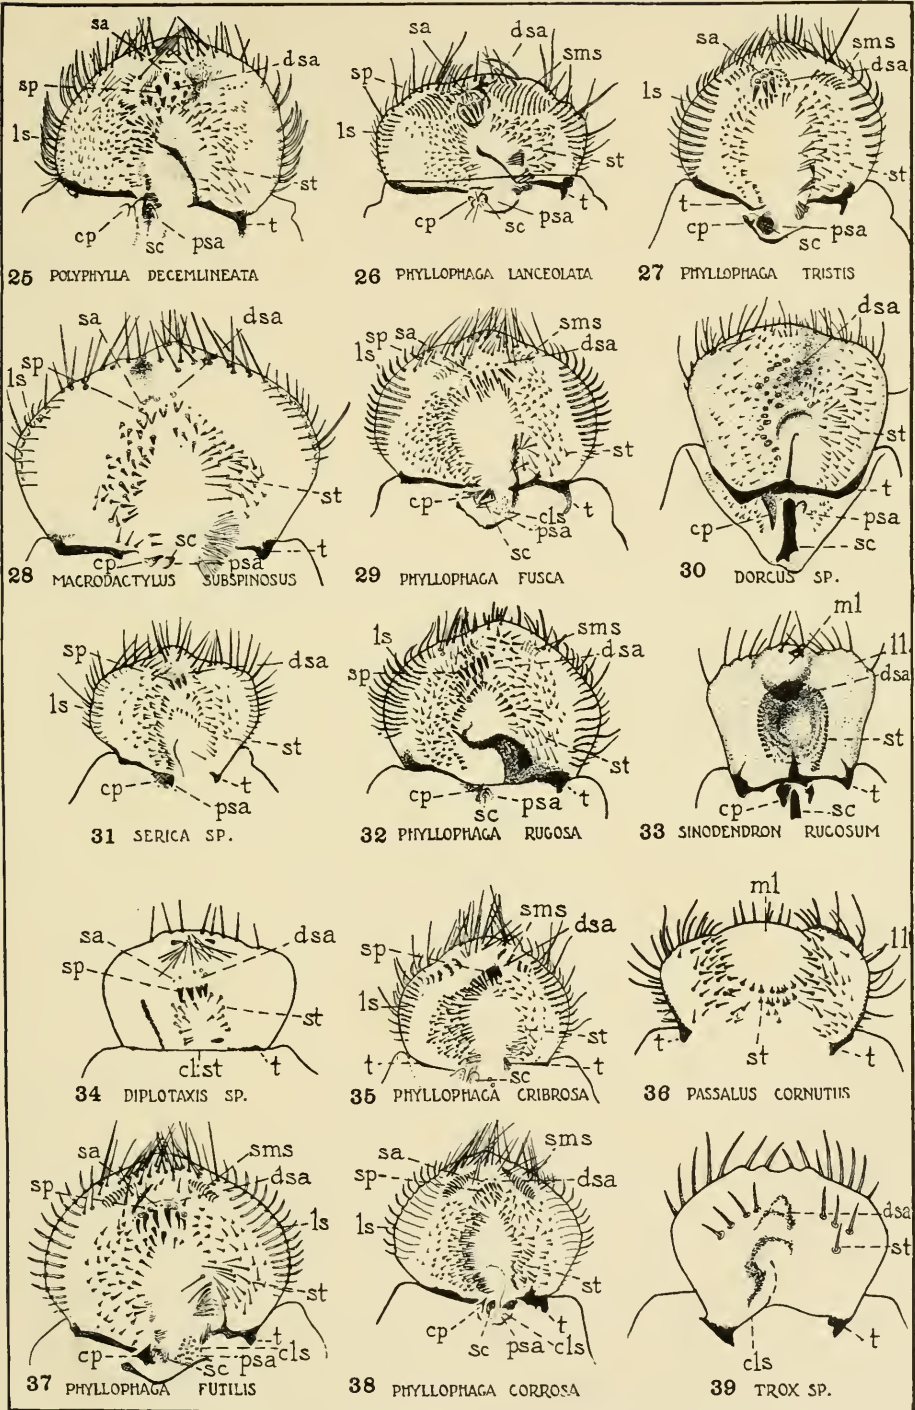 sa
dsa
sp
ls
st
cp
sc
psa
t
25 POLYPHYLLA DECEMLINEATA
sa
dsa
sms
sp
ls
st
cp
sc
psa
t
26 PHYLLOPHAGA LANCEOLATA
sa
sms
dsa
ls
st
t
cp
sc
psa
27 PHYLLOPHAGA TRISTIS
sa
dsa
sp
ls
st
sc
cp
psa
t
28 MACRODACTYLUS SUBSPINOSUS
sp sa
sms
ls
dsa
st
cp
cls
t
psa
sc
29 PHYLLOPHAGA FUSCA
dsa
st
t
cp
psa
sc
30 DORCUS SP.
sp
dsa
ls
st
cp
t
psa
31 SERICA SP.
ls
sms
dsa
sp
st
cp
sc
psa
t
32 PHYLLOPHAGA RUGOSA
ml
ll
dsa
st
t
cp
sc
33 SINODENDRON RUGOSUM
sa
dsa
sp
st
cl:st
t
34 DIPLOTAXIS SP.
sms
dsa
sp
ls
st
t
sc
t
35 PHYLLOPHAGA CRIBROSA
ml
ll
t
st
t
36 PASSALUS CORNUTUS
sa
sms
dsa
sp
ls
st
t
cp
sc
psa
cls
37 PHYLLOPHAGA FUTILIS
sa
sms
sp
dsa
ls
st
cp
t
sc
psa
cls
38 PHYLLOPHAGA CORROSA
dsa
st
t
cls
39 TROX SP.